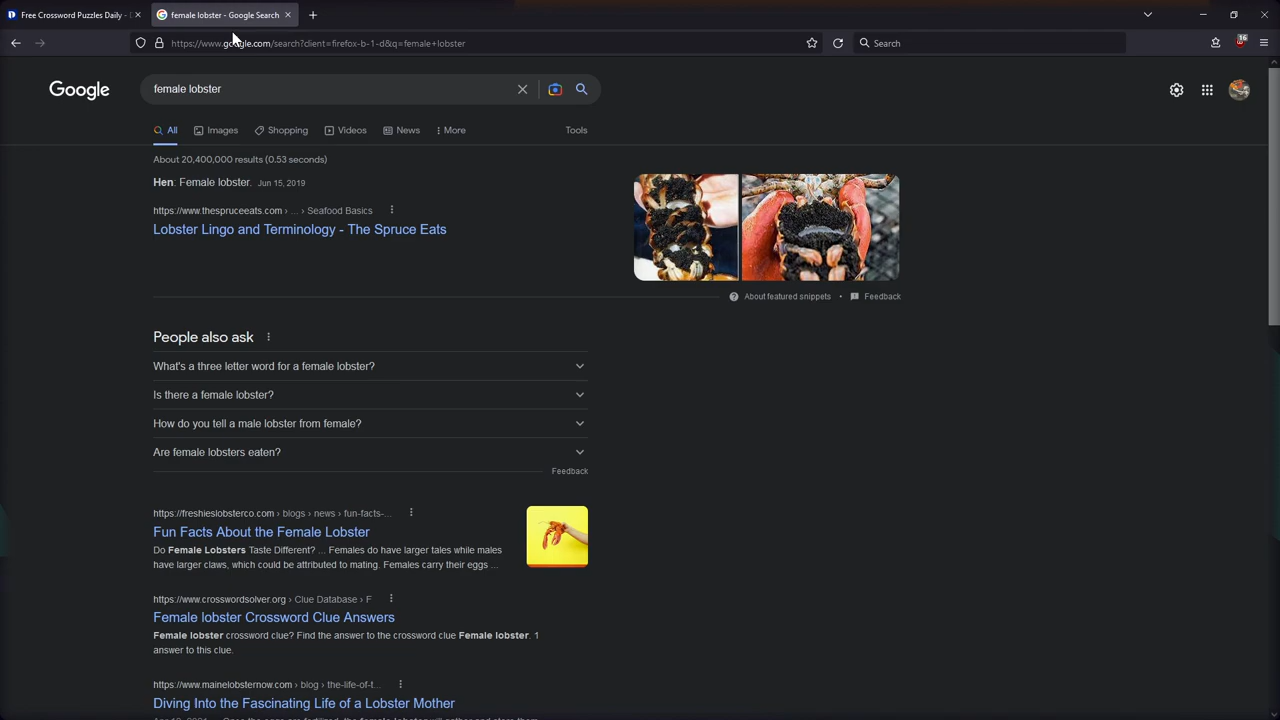 Free Crossword Puzzles Daily -
female lobster - Google Search
https://www.google.com/search?client=firefox-b-1-d&q=female+lobster
Search
16
Google
female lobster
All
Images
Shopping
Videos
News
More
Tools
About 20,400,000 results (0.53 seconds)
Hen: Female lobster. Jun 15, 2019
https://www.thespruceeats.com › ... › Seafood Basics
Lobster Lingo and Terminology - The Spruce Eats
About featured snippets • Feedback
People also ask
What's a three letter word for a female lobster?
Is there a female lobster?
How do you tell a male lobster from female?
Are female lobsters eaten?
Feedback
https://freshieslobsterco.com › blogs › news › fun-facts-...
Fun Facts About the Female Lobster
Do Female Lobsters Taste Different? ... Females do have larger tales while males
have larger claws, which could be attributed to mating. Females carry their eggs ...
https://www.crosswordsolver.org › Clue Database › F
Female lobster Crossword Clue Answers
Female lobster crossword clue? Find the answer to the crossword clue Female lobster. 1
answer to this clue.
https://www.mainelobsternow.com › blog › the-life-of-t...
Diving Into the Fascinating Life of a Lobster Mother